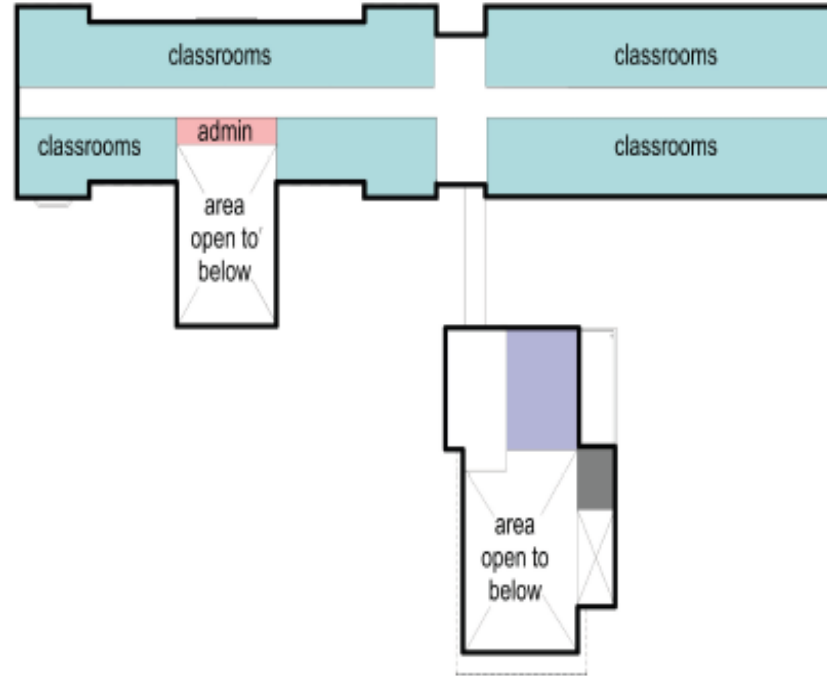 classrooms
classrooms
classrooms
admin
classrooms
area
open to
below
area
open to
below